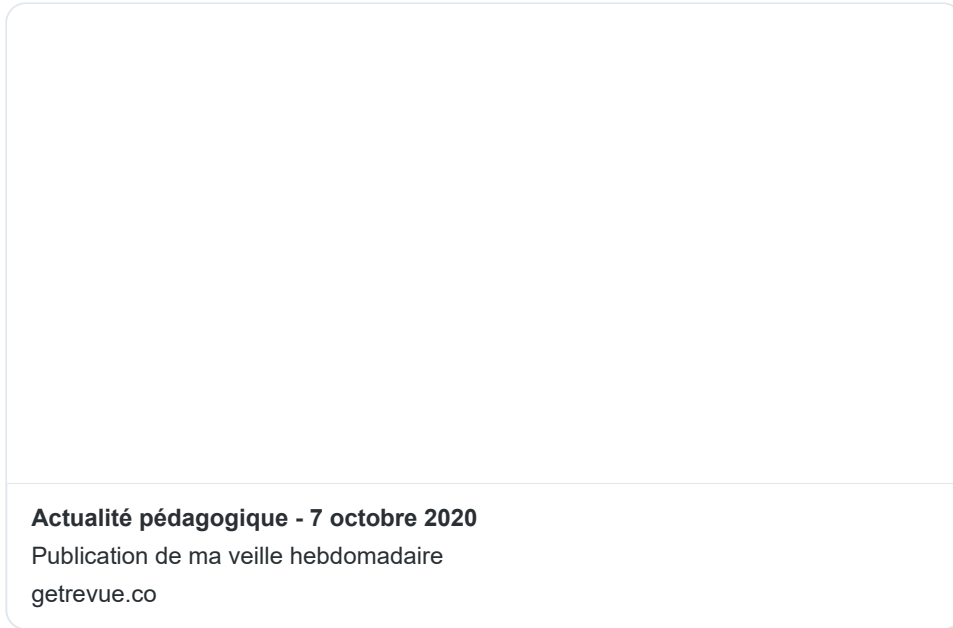 Actualité pédagogique - 7 octobre 2020
Publication de ma veille hebdomadaire
getrevue.co